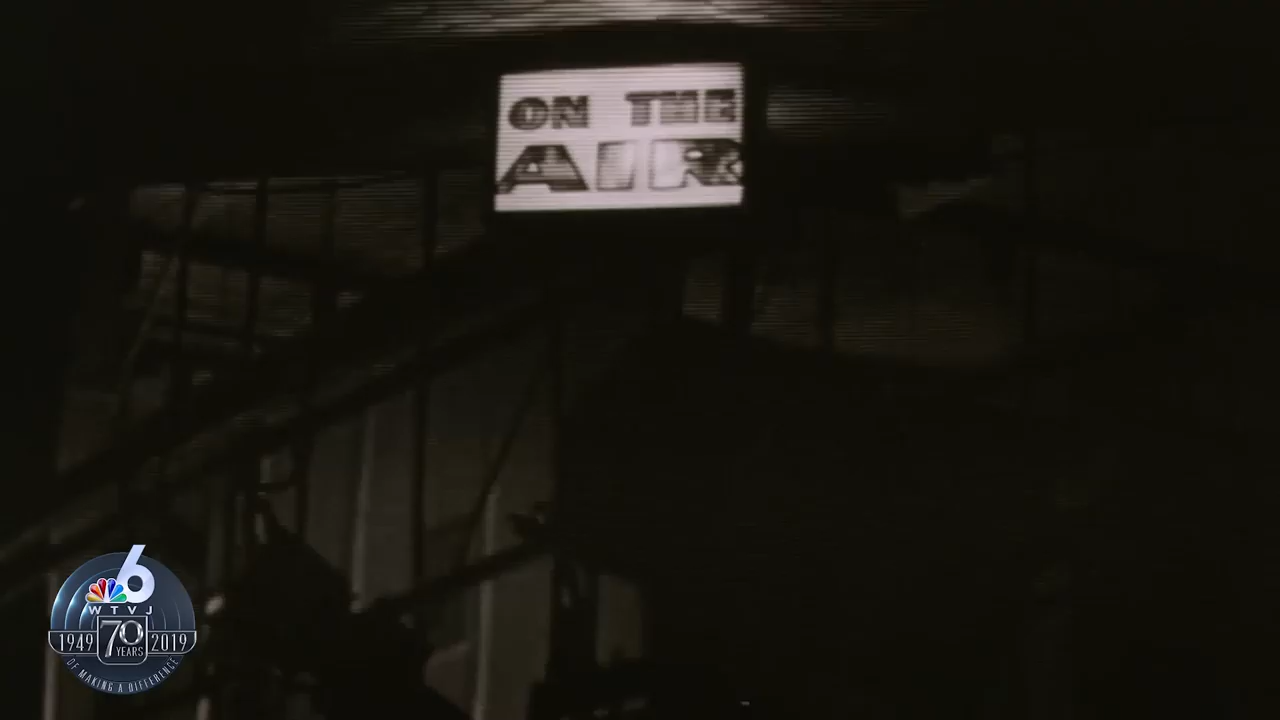 ON THE
AIR
6
WTVJ
1949 70 2019
YEARS
OF MAKING A DIFFERENCE